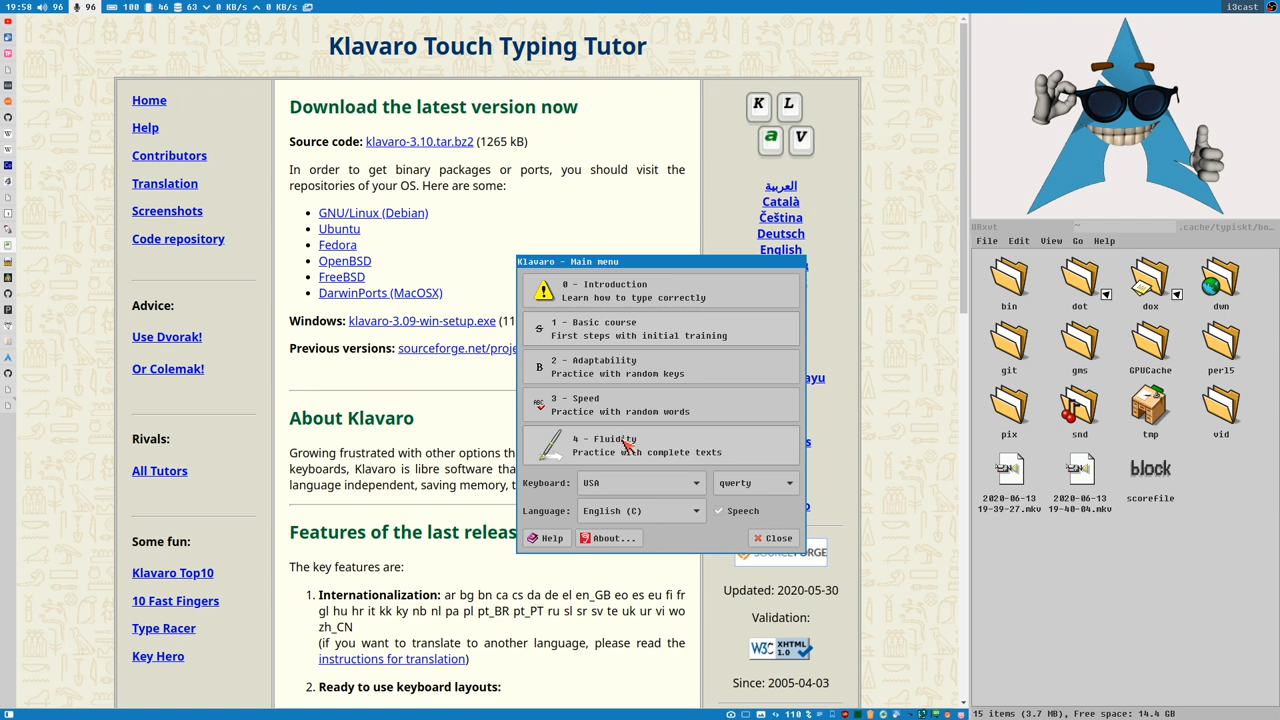 19:58 96 96 100 46 63 0 KB/s 0 KB/s
i3cast
Klavaro Touch Typing Tutor
Home
Help
Contributors
Translation
Screenshots
Code repository
Advice:
Use Dvorak!
Or Colemak!
Rivals:
All Tutors
Some fun:
Klavaro Top10
10 Fast Fingers
Type Racer
Key Hero
Download the latest version now
Source code: klavaro-3.10.tar.bz2 (1265 kB)
In order to get binary packages or ports, you should visit the
repositories of your OS. Here are some:
GNU/Linux (Debian)
Ubuntu
Fedora
OpenBSD
FreeBSD
DarwinPorts (MacOSX)
Windows: klavaro-3.09-win-setup.exe (11
Previous versions: sourceforge.net/proje
About Klavaro
Growing frustrated with other options th
keyboards, Klavaro is libre software tha
language independent, saving memory, t
Features of the last releas
The key features are:
1. Internationalization: ar bg bn ca cs da de el en_GB eo es eu fi fr
gl hu hr it kk ky nb nl pa pl pt_BR pt_PT ru sl sr sv te uk ur vi wo
zh_CN
(if you want to translate to another language, please read the
instructions for translation)
2. Ready to use keyboard layouts:
K L
a V
العربية
Català
Čeština
Deutsch
English
ayu
FORGE
Updated: 2020-05-30
Validation:
W3C XHTML 1.0
Since: 2005-04-03
Klavaro - Main menu
0 - Introduction
Learn how to type correctly
1 - Basic course
First steps with initial training
2 - Adaptability
Practice with random keys
3 - Speed
Practice with random words
4 - Fluidity
Practice with complete texts
Keyboard: USA qwerty
Language: English (C) Speech
Help About... Close
URxvt ~ .cache/typiskt/bo...
File Edit View Go Help
bin dot dox dwn
git gms GPUCache perl5
pix snd tmp vid
block
2020-06-13 2020-06-13 scorefile
19-39-27.mkv 19-40-04.mkv
110 %
15 items (3.7 MB), Free space: 14.4 GB